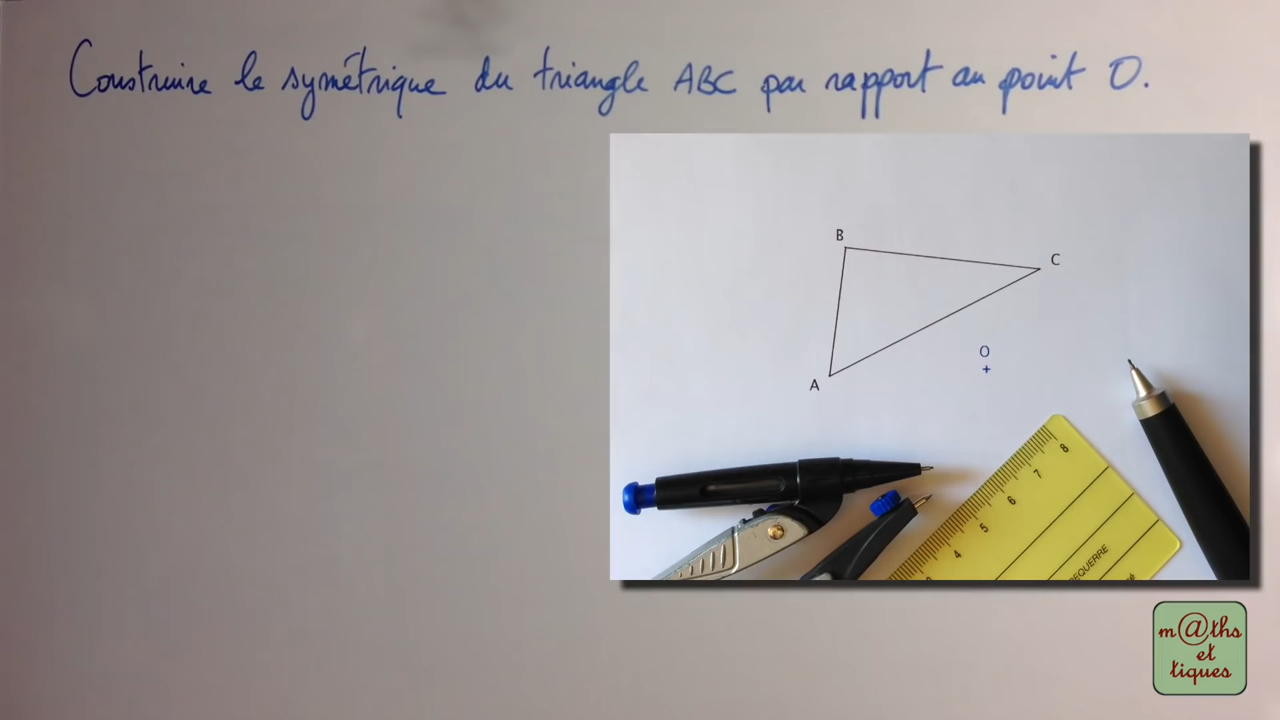 Construire le symétrique du triangle ABC par rapport au point O.
B
C
O
A
8
7
6
5
4
EQUERRE
m@ths
et
tiques